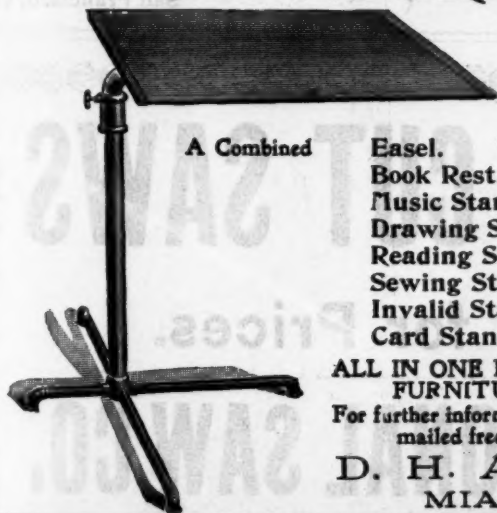 A Combined
Easel.
Book Rest
Music Stan
Drawing S
Reading S
Sewing St
Invalid St
Card Stan
ALL IN ONE
FURNITU
For further infor
mailed free
D. H. A
MIA